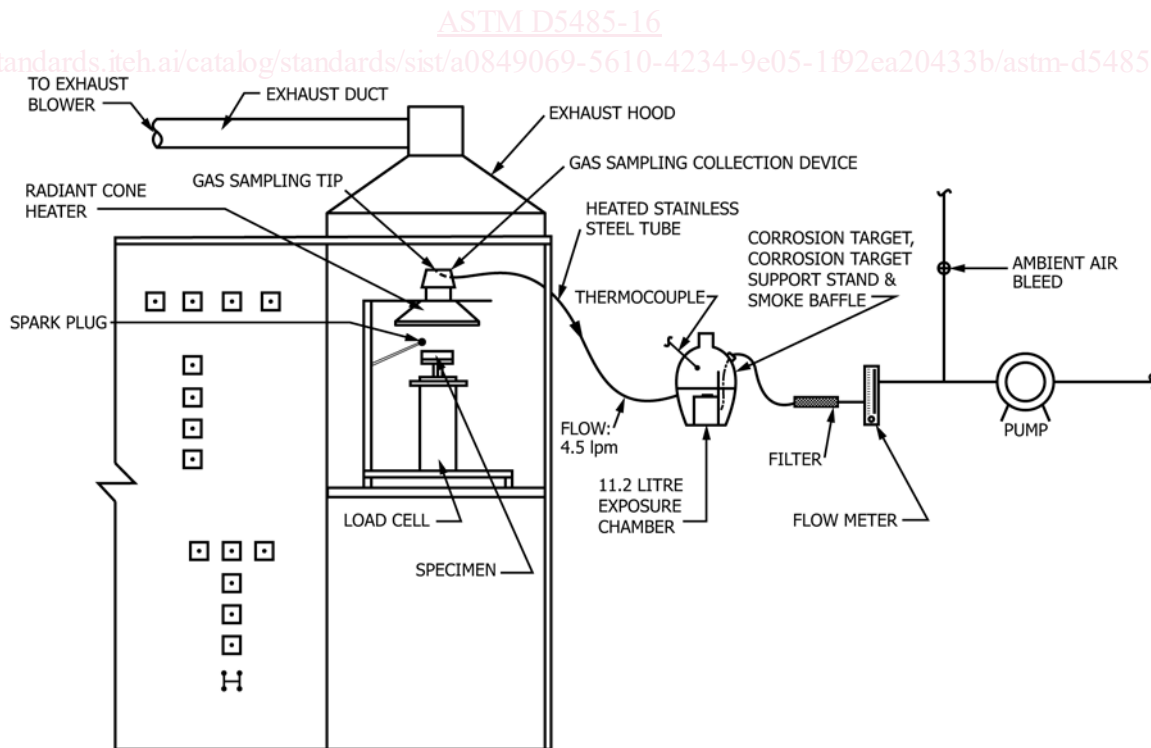 ASTM D5485-16
tandards.iteh.ai/catalog/standards/sist/a0849069-5610-4234-9e05-1f92ea20433b/astm-d5485
TO EXHAUST
BLOWER
EXHAUST DUCT
EXHAUST HOOD
GAS SAMPLING TIP
GAS SAMPLING COLLECTION DEVICE
RADIANT CONE
HEATER
HEATED STAINLESS
STEEL TUBE
CORROSION TARGET,
CORROSION TARGET
SUPPORT STAND &
SMOKE BAFFLE
AMBIENT AIR
BLEED
THERMOCOUPLE
SPARK PLUG
FLOW:
4.5 lpm
PUMP
FILTER
11.2 LITRE
EXPOSURE
CHAMBER
FLOW METER
LOAD CELL
SPECIMEN